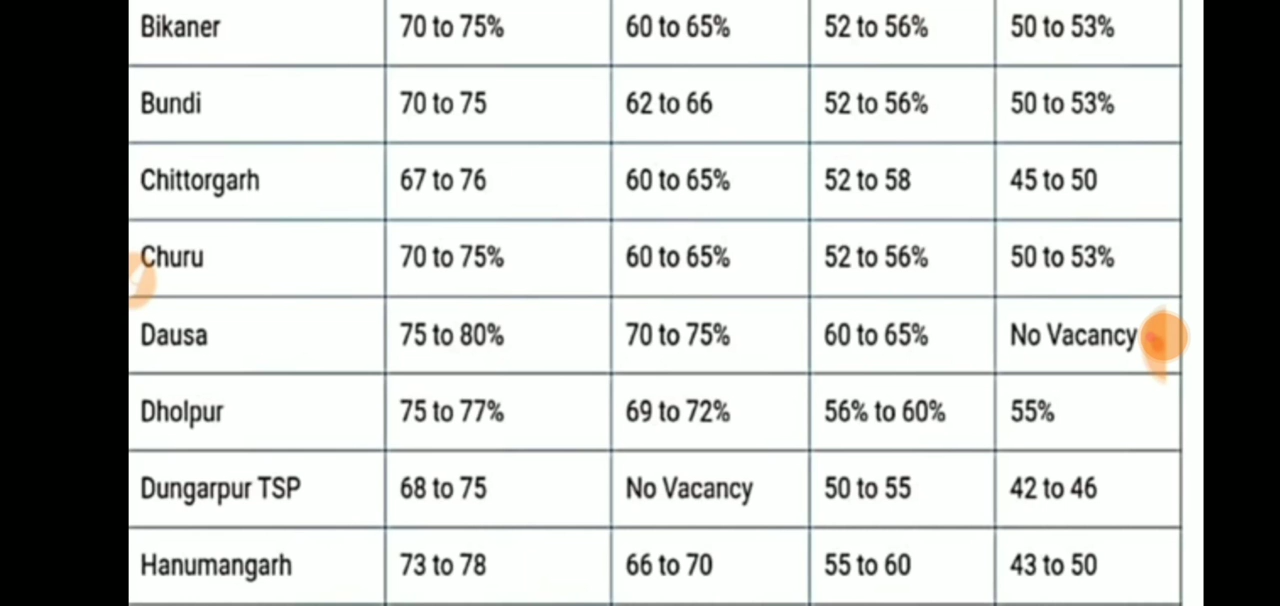 Bikaner 70 to 75% 60 to 65% 52 to 56% 50 to 53%
Bundi 70 to 75 62 to 66 52 to 56% 50 to 53%
Chittorgarh 67 to 76 60 to 65% 52 to 58 45 to 50
Churu 70 to 75% 60 to 65% 52 to 56% 50 to 53%
Dausa 75 to 80% 70 to 75% 60 to 65% No Vacancy
Dholpur 75 to 77% 69 to 72% 56% to 60% 55%
Dungarpur TSP 68 to 75 No Vacancy 50 to 55 42 to 46
Hanumangarh 73 to 78 66 to 70 55 to 60 43 to 50